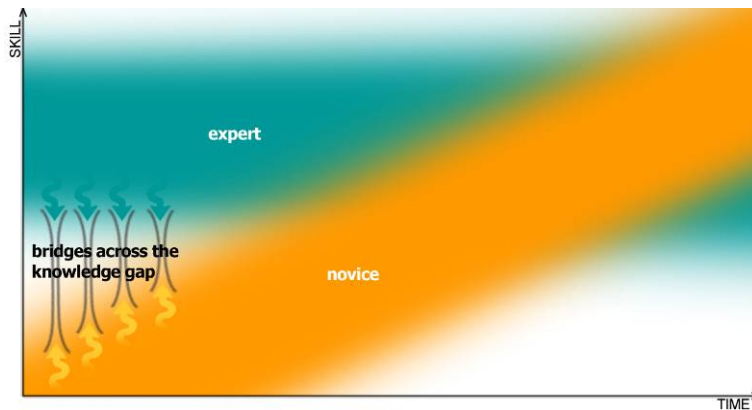 SKILL
expert
bridges across the
knowledge gap
novice
TIME